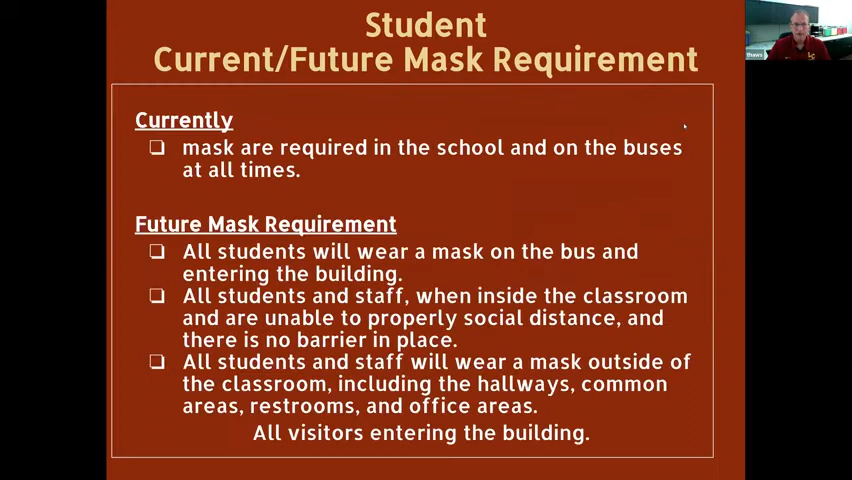 Student
Current/Future Mask Requirement
Currently
mask are required in the school and on the buses
at all times.
Future Mask Requirement
All students will wear a mask on the bus and
entering the building.
All students and staff, when inside the classroom
and are unable to properly social distance, and
there is no barrier in place.
All students and staff will wear a mask outside of
the classroom, including the hallways, common
areas, restrooms, and office areas.
All visitors entering the building.
thaws